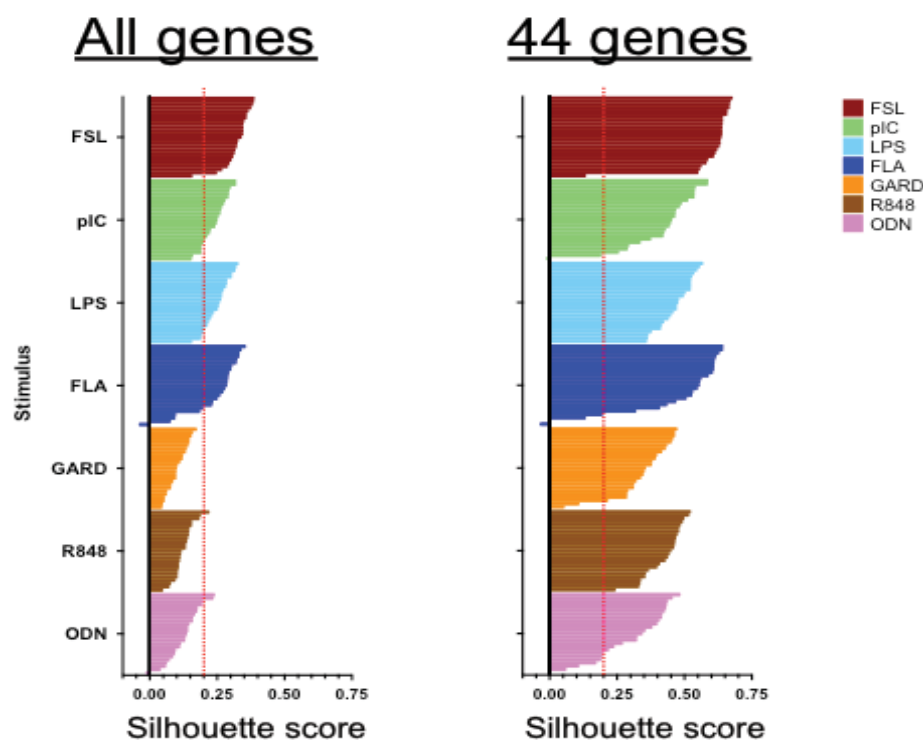 All genes
44 genes
FSL
pIC
LPS
FLA
GARD
R848
ODN
Stimulus
0.00 0.25 0.50 0.75
Silhouette score
0.00 0.25 0.50 0.75
Silhouette score
FSL
pIC
LPS
FLA
GARD
R848
ODN